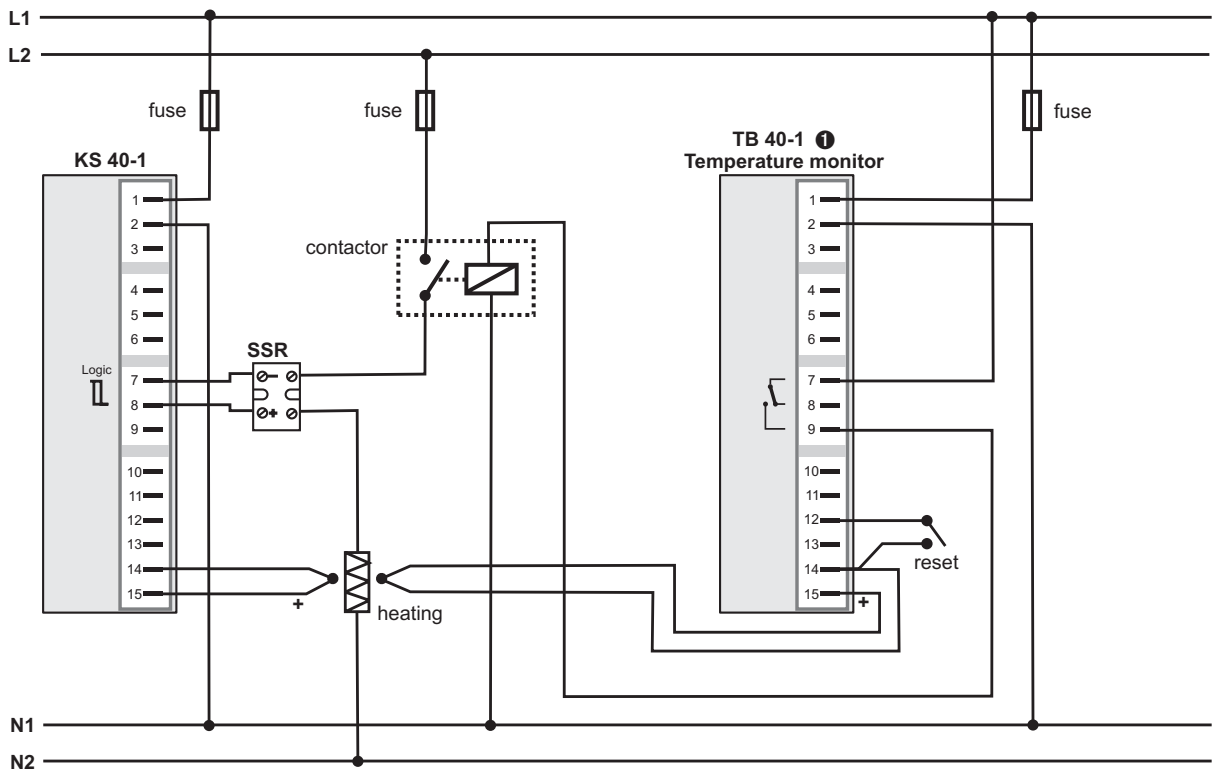 L1
L2
fuse
fuse
fuse
KS 40-1
TB 40-1 ❶
Temperature monitor
1
2
3
4
5
6
Logic
7
8
9
10
11
12
13
14
15
+
contactor
SSR
−
+
heating
1
2
3
4
5
6
7
8
9
10
11
12
13
14
15
+
reset
N1
N2